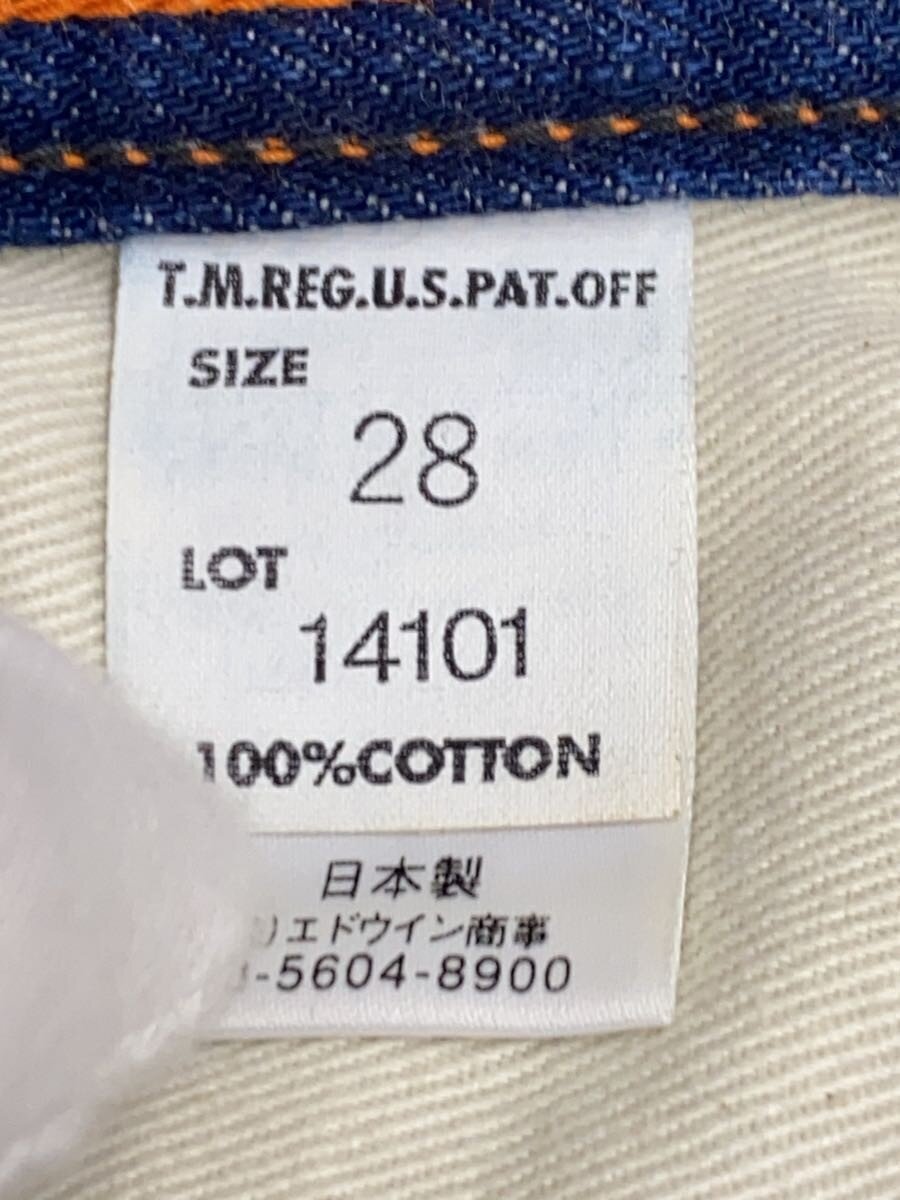 T.M.REG.U.S.PAT.OFF
SIZE
28
LOT
14101
100%COTTON
日本製
)エドウイン商事
-5604-8900